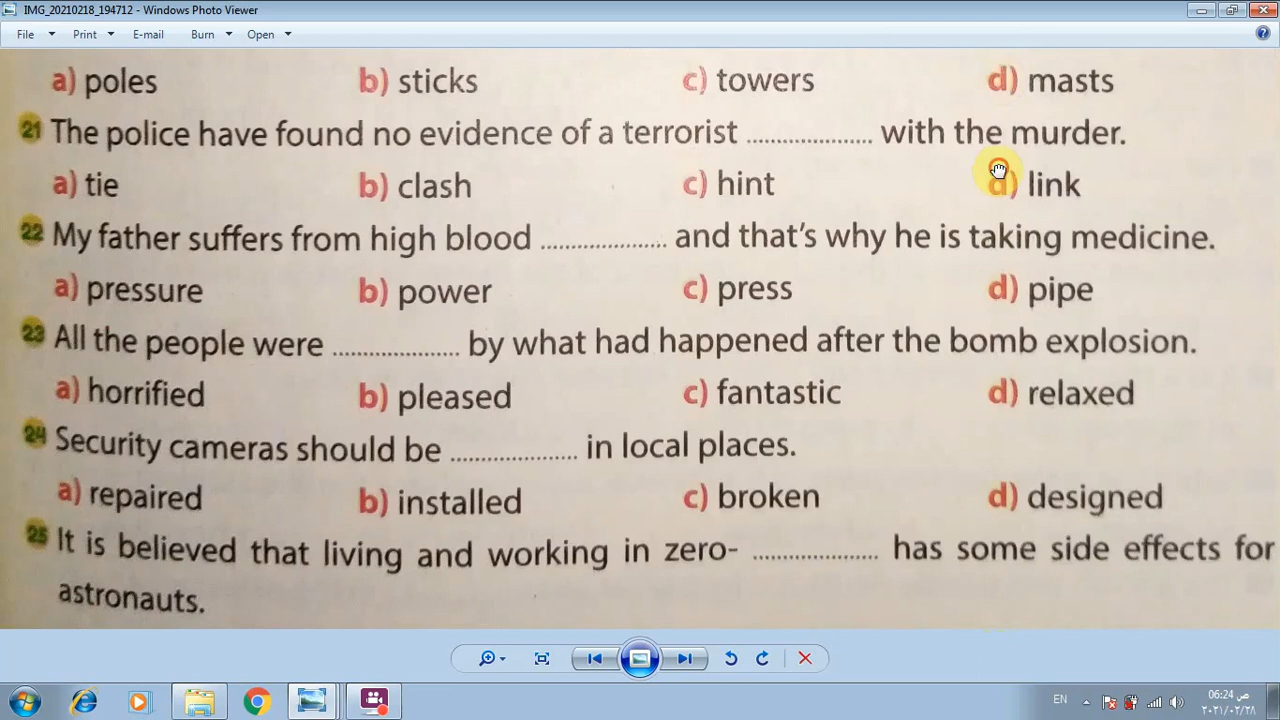 IMG_20210218_194712 - Windows Photo Viewer
File Print E-mail Burn Open
a) poles b) sticks c) towers d) masts
21 The police have found no evidence of a terrorist ..................... with the murder.
a) tie b) clash c) hint d) link
22 My father suffers from high blood ..................... and that's why he is taking medicine.
a) pressure b) power c) press d) pipe
23 All the people were ..................... by what had happened after the bomb explosion.
a) horrified b) pleased c) fantastic d) relaxed
24 Security cameras should be ..................... in local places.
a) repaired b) installed c) broken d) designed
25 It is believed that living and working in zero- ..................... has some side effects for
astronauts.
EN
06:24 ص
٢٠٢١/٠٢/٢٨